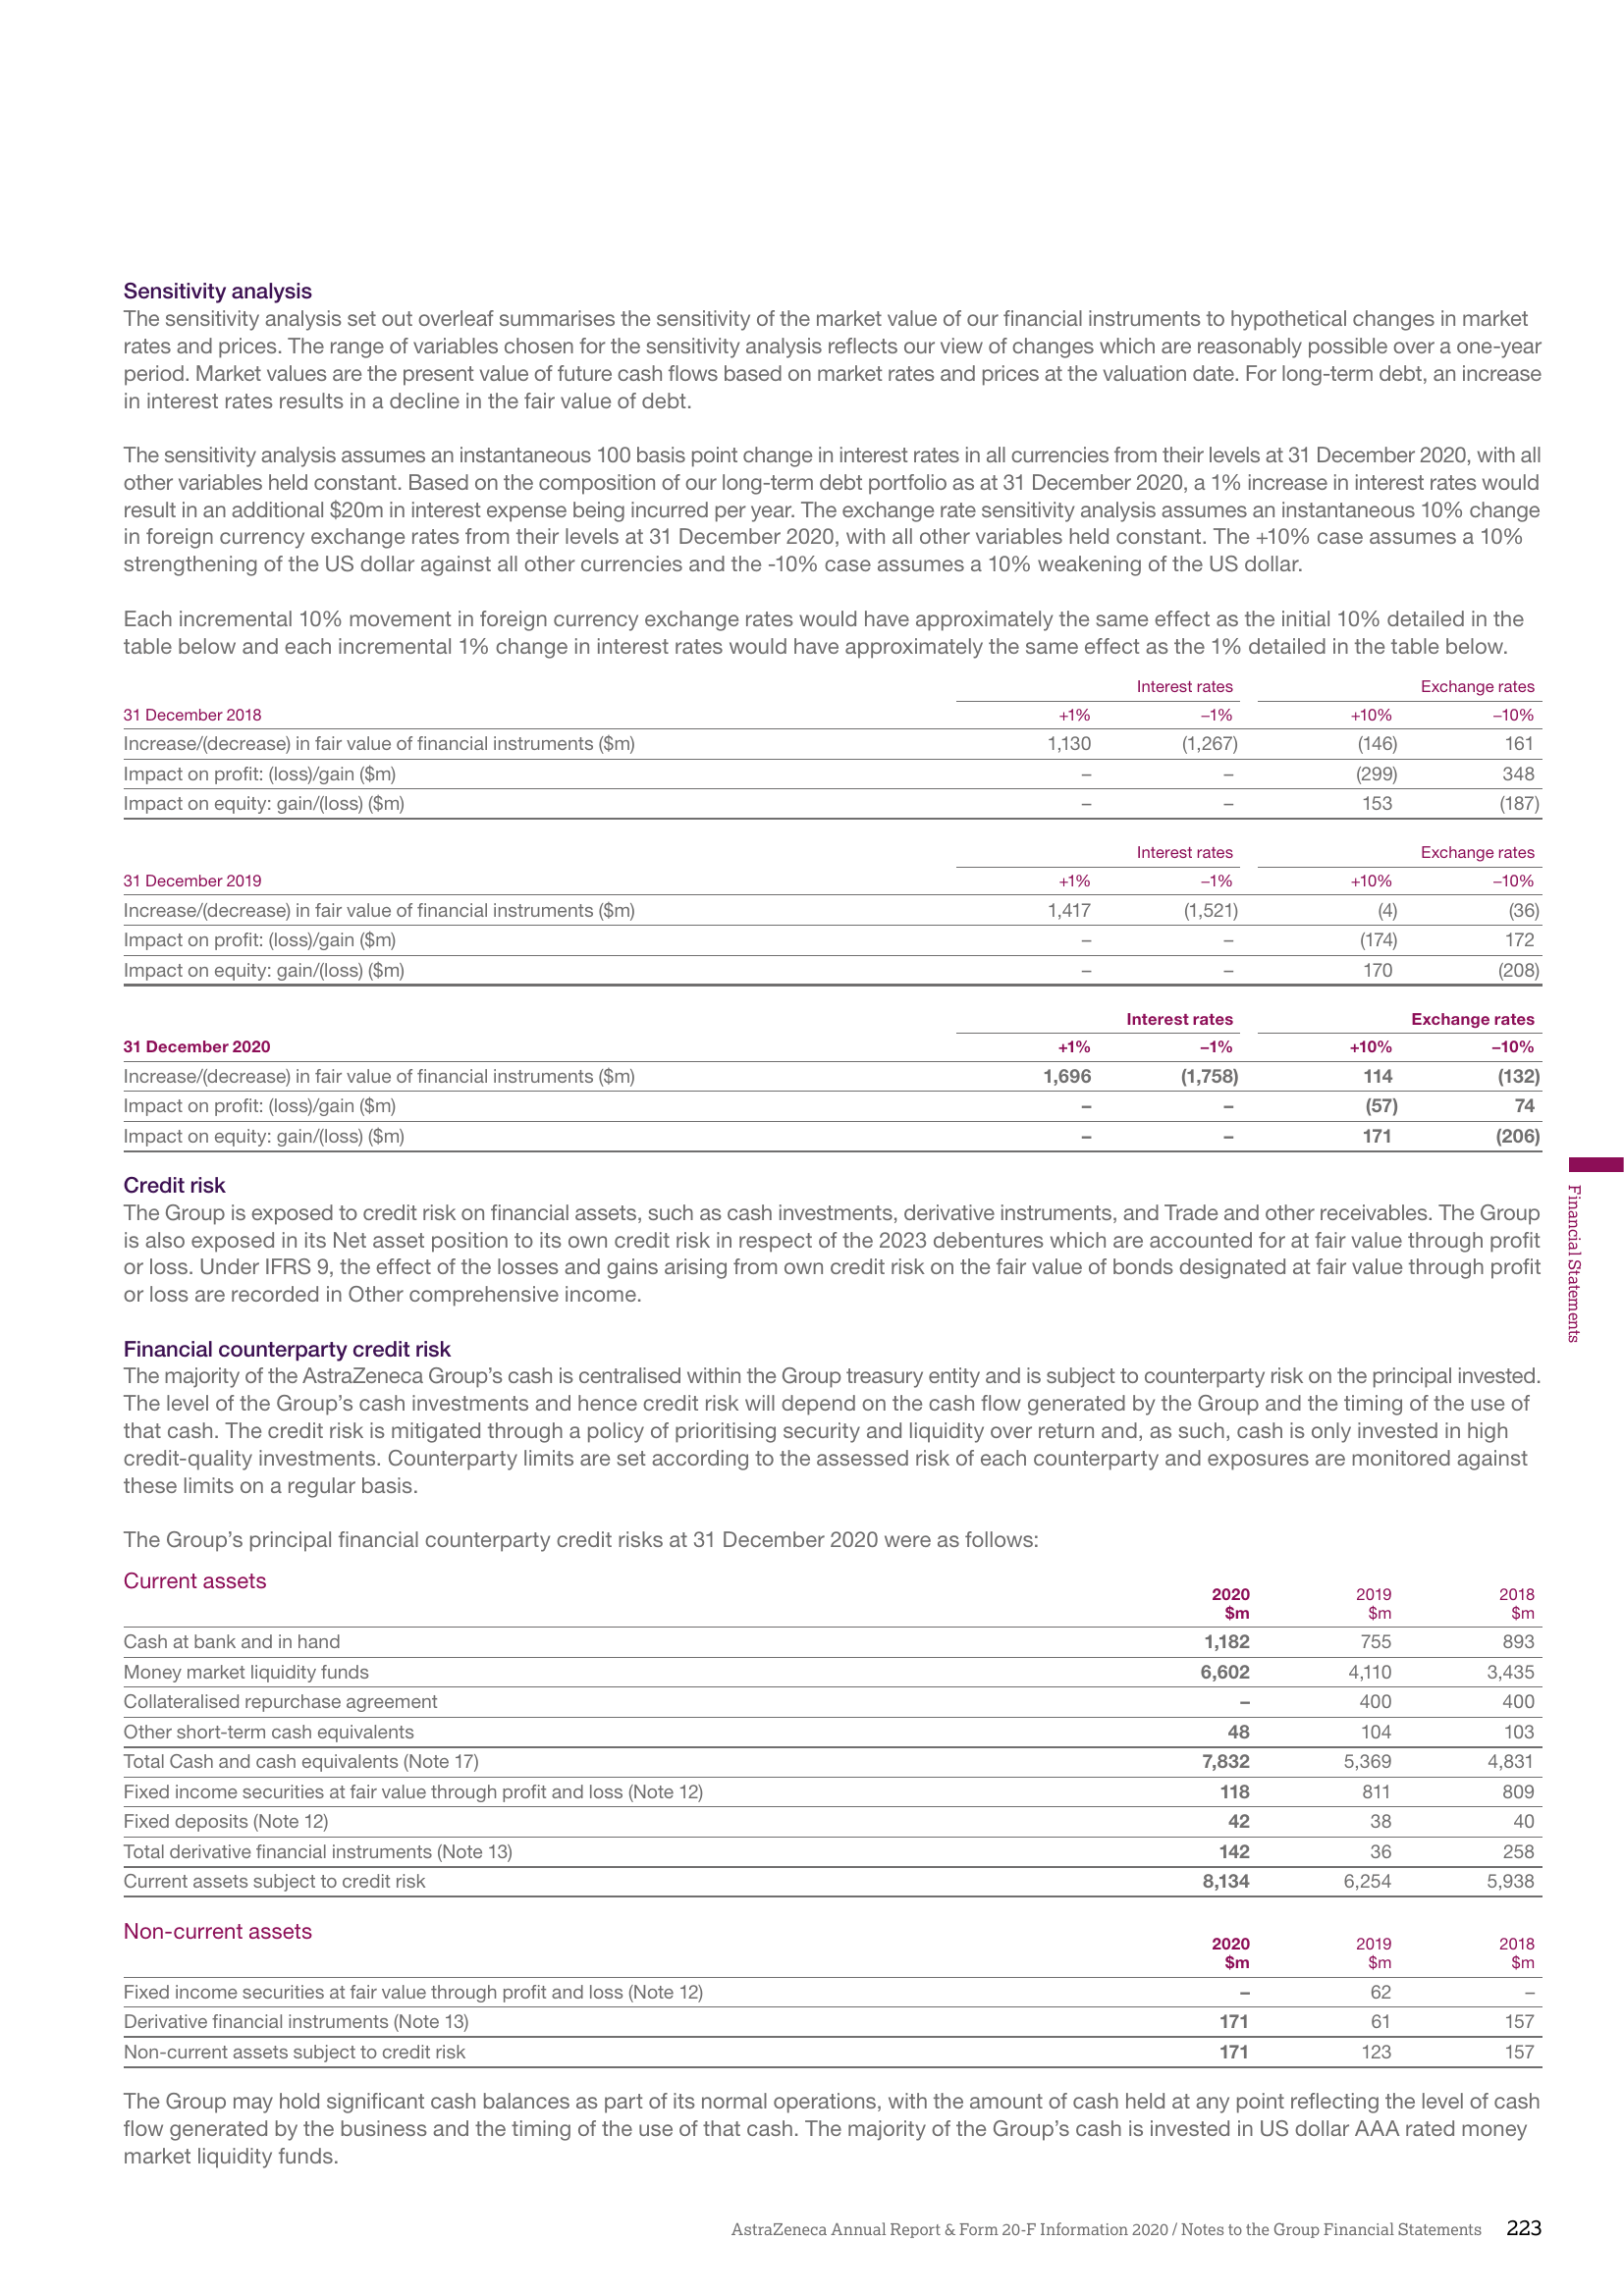 Sensitivity analysis
The sensitivity analysis set out overleaf summarises the sensitivity of the market value of our financial instruments to hypothetical changes in market
rates and prices. The range of variables chosen for the sensitivity analysis reflects our view of changes which are reasonably possible over a one-year
period. Market values are the present value of future cash flows based on market rates and prices at the valuation date. For long-term debt, an increase
in interest rates results in a decline in the fair value of debt.
The sensitivity analysis assumes an instantaneous 100 basis point change in interest rates in all currencies from their levels at 31 December 2020, with all
other variables held constant. Based on the composition of our long-term debt portfolio as at 31 December 2020, a 1% increase in interest rates would
result in an additional $20m in interest expense being incurred per year. The exchange rate sensitivity analysis assumes an instantaneous 10% change
in foreign currency exchange rates from their levels at 31 December 2020, with all other variables held constant. The +10% case assumes a 10%
strengthening of the US dollar against all other currencies and the -10% case assumes a 10% weakening of the US dollar.
Each incremental 10% movement in foreign currency exchange rates would have approximately the same effect as the initial 10% detailed in the
table below and each incremental 1% change in interest rates would have approximately the same effect as the 1% detailed in the table below.
Interest rates Exchange rates
31 December 2018 +1% –1% +10% –10%
Increase/(decrease) in fair value of financial instruments ($m) 1,130 (1,267) (146) 161
Impact on profit: (loss)/gain ($m) – – (299) 348
Impact on equity: gain/(loss) ($m) – – 153 (187)
Interest rates Exchange rates
31 December 2019 +1% –1% +10% –10%
Increase/(decrease) in fair value of financial instruments ($m) 1,417 (1,521) (4) (36)
Impact on profit: (loss)/gain ($m) – – (174) 172
Impact on equity: gain/(loss) ($m) – – 170 (208)
Interest rates Exchange rates
31 December 2020 +1% –1% +10% –10%
Increase/(decrease) in fair value of financial instruments ($m) 1,696 (1,758) 114 (132)
Impact on profit: (loss)/gain ($m) – – (57) 74
Impact on equity: gain/(loss) ($m) – – 171 (206)
Credit risk
The Group is exposed to credit risk on financial assets, such as cash investments, derivative instruments, and Trade and other receivables. The Group
is also exposed in its Net asset position to its own credit risk in respect of the 2023 debentures which are accounted for at fair value through profit
or loss. Under IFRS 9, the effect of the losses and gains arising from own credit risk on the fair value of bonds designated at fair value through profit
or loss are recorded in Other comprehensive income.
Financial counterparty credit risk
The majority of the AstraZeneca Group’s cash is centralised within the Group treasury entity and is subject to counterparty risk on the principal invested.
The level of the Group’s cash investments and hence credit risk will depend on the cash flow generated by the Group and the timing of the use of
that cash. The credit risk is mitigated through a policy of prioritising security and liquidity over return and, as such, cash is only invested in high
credit-quality investments. Counterparty limits are set according to the assessed risk of each counterparty and exposures are monitored against
these limits on a regular basis.
The Group’s principal financial counterparty credit risks at 31 December 2020 were as follows:
Current assets
2020 2019 2018
$m $m $m
Cash at bank and in hand 1,182 755 893
Money market liquidity funds 6,602 4,110 3,435
Collateralised repurchase agreement – 400 400
Other short-term cash equivalents 48 104 103
Total Cash and cash equivalents (Note 17) 7,832 5,369 4,831
Fixed income securities at fair value through profit and loss (Note 12) 118 811 809
Fixed deposits (Note 12) 42 38 40
Total derivative financial instruments (Note 13) 142 36 258
Current assets subject to credit risk 8,134 6,254 5,938
Non-current assets
2020 2019 2018
$m $m $m
Fixed income securities at fair value through profit and loss (Note 12) – 62 –
Derivative financial instruments (Note 13) 171 61 157
Non-current assets subject to credit risk 171 123 157
The Group may hold significant cash balances as part of its normal operations, with the amount of cash held at any point reflecting the level of cash
flow generated by the business and the timing of the use of that cash. The majority of the Group’s cash is invested in US dollar AAA rated money
market liquidity funds.
Financial Statements
AstraZeneca Annual Report & Form 20-F Information 2020 / Notes to the Group Financial Statements 223